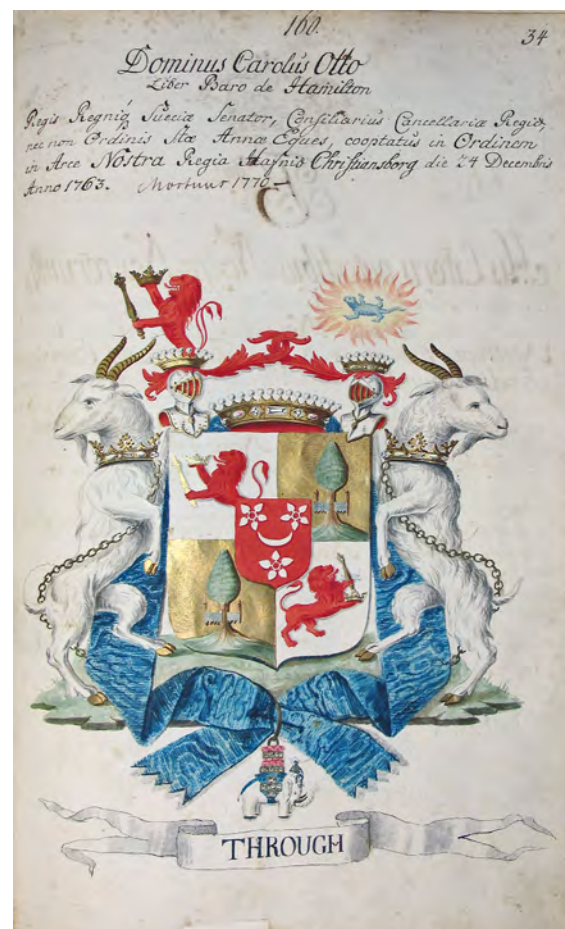 160.
34
Dominus Carolus Otto
Liber Baro de Hamilton
Regis Regniq Sueciæ Senator, Consiliarius Cancellariæ Regiæ,
nec non Ordinis Stæ Annæ Eques, cooptatus in Ordinem
in Arce Nostra Regia Hafniæ Christiansborg die 24 Decembris
Anno 1763. Mortuus 1770
THROUGH